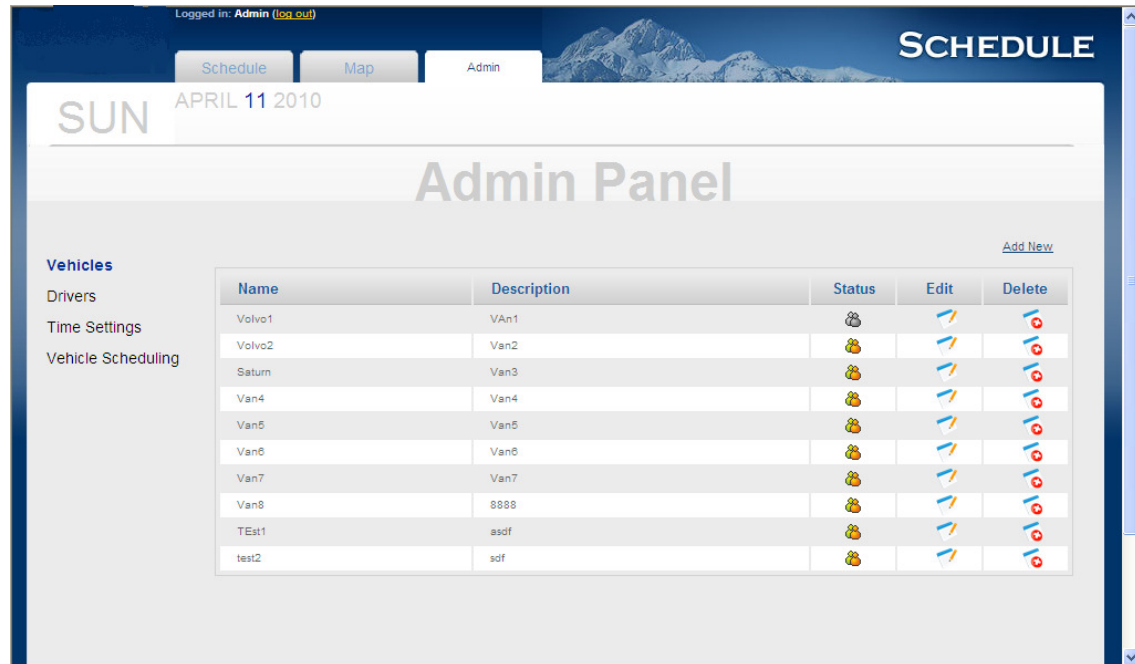 Logged in: Admin (log out)
SCHEDULE
Schedule Map Admin
SUN
APRIL 11 2010
Admin Panel
Add New
Vehicles
Drivers
Time Settings
Vehicle Scheduling
Name Description Status Edit Delete
Volvo1 VAn1
Volvo2 Van2
Saturn Van3
Van4 Van4
Van5 Van5
Van6 Van6
Van7 Van7
Van8 8888
TEst1 asdf
test2 sdf